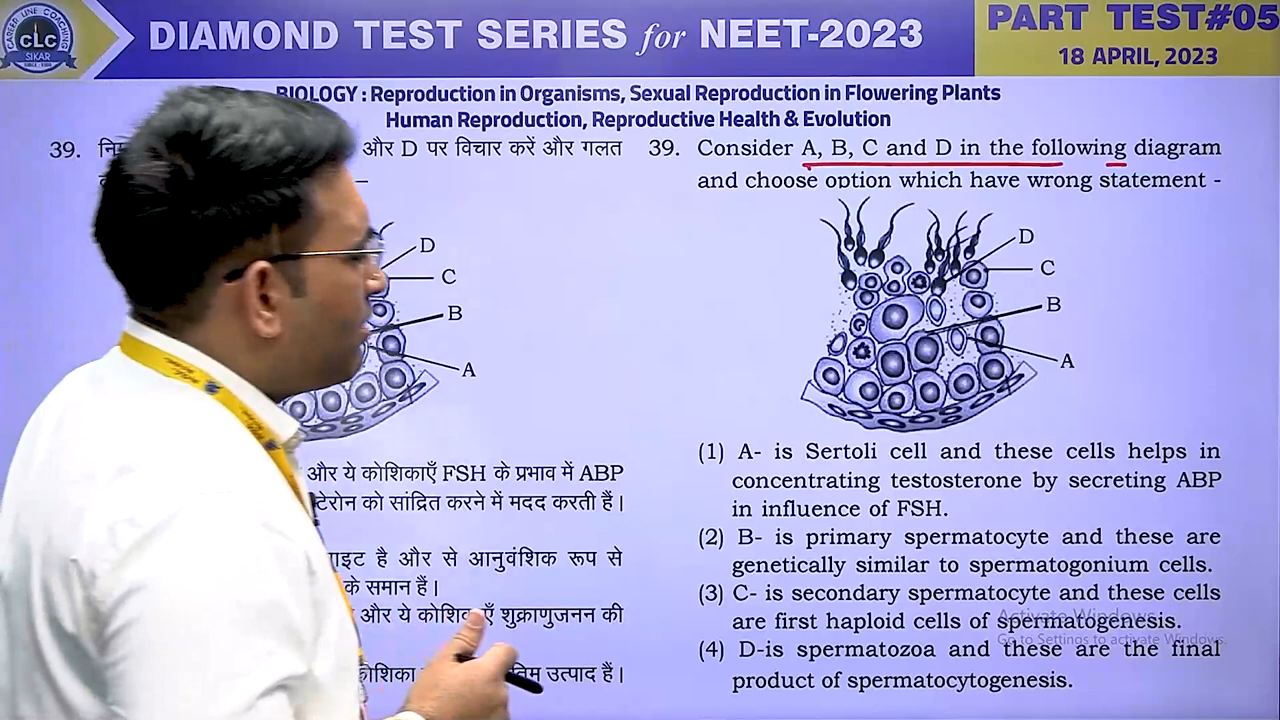 CAREER LINE COACHING
CLC
SIKAR
DIAMOND TEST SERIES for NEET-2023
PART TEST#05
18 APRIL, 2023
BIOLOGY : Reproduction in Organisms, Sexual Reproduction in Flowering Plants
Human Reproduction, Reproductive Health & Evolution
39.
और D पर विचार करें और गलत
–
D
C
B
A
और ये कोशिकाएँ FSH के प्रभाव में ABP
को सांद्रित करने में मदद करती हैं।
है और से आनुवंशिक रूप से
के समान हैं।
और ये कोशिकाएँ शुक्राणुजनन की
उत्पाद हैं।
39. Consider A, B, C and D in the following diagram
and choose option which have wrong statement -
D
C
B
A
(1) A- is Sertoli cell and these cells helps in
concentrating testosterone by secreting ABP
in influence of FSH.
(2) B- is primary spermatocyte and these are
genetically similar to spermatogonium cells.
(3) C- is secondary spermatocyte and these cells
are first haploid cells of spermatogenesis.
(4) D-is spermatozoa and these are the final
product of spermatocytogenesis.
Activate Windows
Go to Settings to activate Windows.